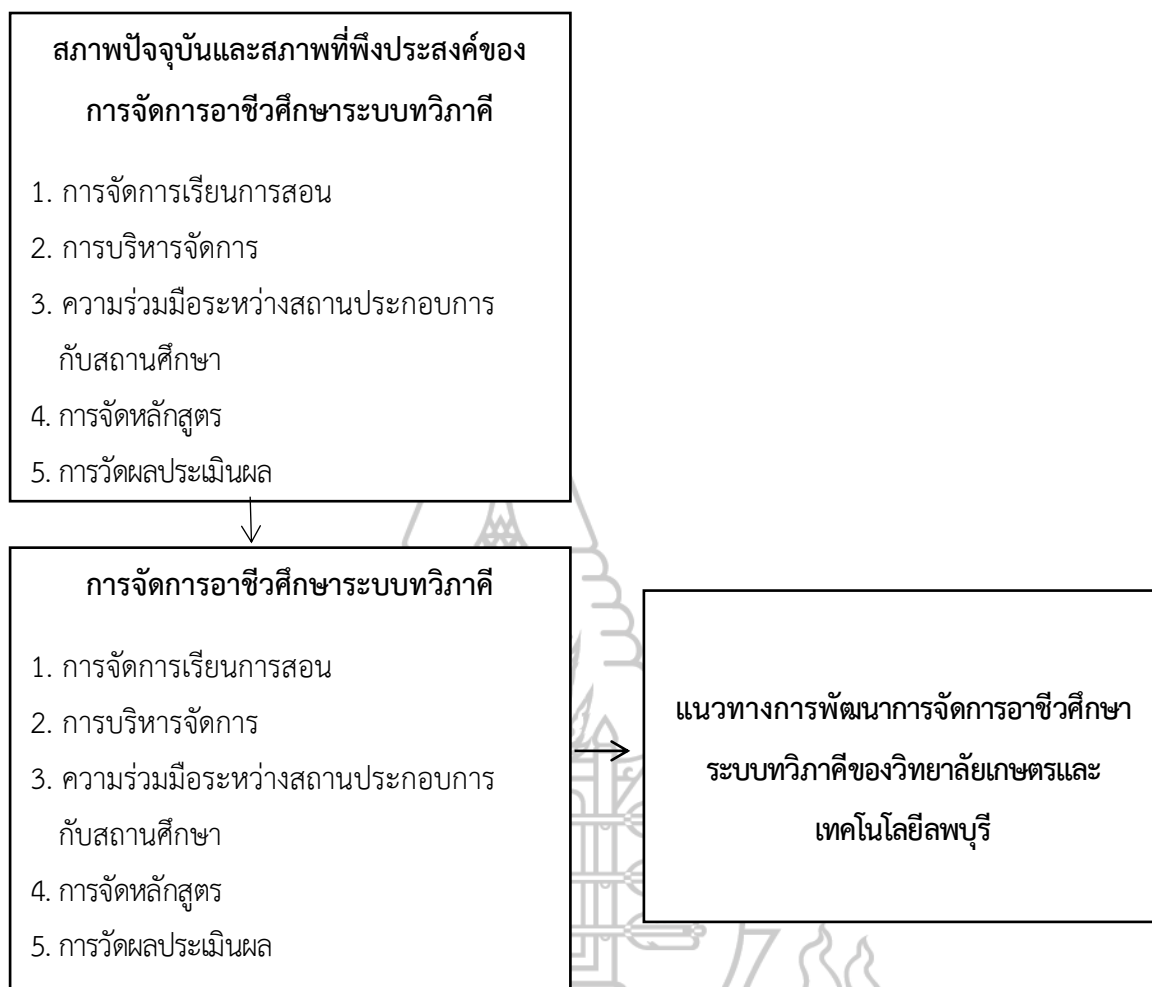 สภาพปัจจุบันและสภาพที่พึงประสงค์ของ
การจัดการอาชีวศึกษาระบบทวิภาคี
1. การจัดการเรียนการสอน
2. การบริหารจัดการ
3. ความร่วมมือระหว่างสถานประกอบการ
กับสถานศึกษา
4. การจัดหลักสูตร
5. การวัดผลประเมินผล
การจัดการอาชีวศึกษาระบบทวิภาคี
1. การจัดการเรียนการสอน
2. การบริหารจัดการ
3. ความร่วมมือระหว่างสถานประกอบการ
กับสถานศึกษา
4. การจัดหลักสูตร
5. การวัดผลประเมินผล
แนวทางการพัฒนาการจัดการอาชีวศึกษา
ระบบทวิภาคีของวิทยาลัยเกษตรและ
เทคโนโลยีลพบุรี